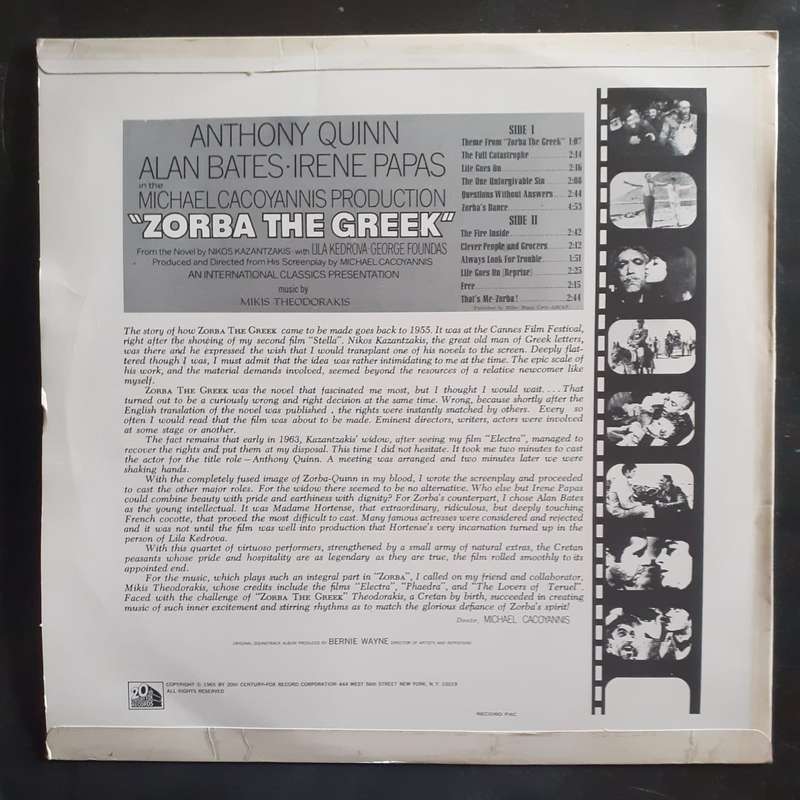 ANTHONY QUINN
ALAN BATES·IRENE PAPAS
in the
MICHAEL CACOYANNIS PRODUCTION
"ZORBA THE GREEK"
From the Novel by NIKOS KAZANTZAKIS · with LILA KEDROVA · GEORGE FOUNDAS
Produced and Directed from His Screenplay by MICHAEL CACOYANNIS
AN INTERNATIONAL CLASSICS PRESENTATION
music by
MIKIS THEODORAKIS
SIDE I
Theme From "Zorba The Greek" 1:07
The Full Catastrophe 2:14
Life Goes On 2:16
The One Unforgivable Sin 2:08
Questions Without Answers 2:44
Zorba's Dance 4:53
SIDE II
The Fire Inside 2:42
Clever People and Grocers 2:12
Always Look For Trouble 1:51
Life Goes On (Reprise) 2:25
Free 2:15
That's Me-Zorba! 2:44
The story of how ZORBA THE GREEK came to be made goes back to 1955. It was at the Cannes Film Festival,
right after the showing of my second film "Stella". Nikos Kazantzakis, the great old man of Greek letters,
was there and he expressed the wish that I would transplant one of his novels to the screen. Deeply flat-
tered though I was, I must admit that the idea was rather intimidating to me at that time. The epic scale of
his work, and the material demands involved, seemed beyond the resources of a relative newcomer like
myself.
ZORBA THE GREEK was the novel that fascinated me most, but I thought I would wait. . . . That
turned out to be a curiously wrong and right decision at the same time. Wrong, because shortly after the
English translation of the novel was published , the rights were instantly snatched by others. Every so
often I would read that the film was about to be made. Eminent directors, writers, actors were involved
at some stage or another.
The fact remains that early in 1963, Kazantzakis' widow, after seeing my film "Electra", managed to
recover the rights and put them at my disposal. This time I did not hesitate. It took me two minutes to cast
the actor for the title role – Anthony Quinn. A meeting was arranged and two minutes later we were
shaking hands.
With the completely fused image of Zorba-Quinn in my blood, I wrote the screenplay and proceeded
to cast the other major roles. For the widow there seemed to be no alternative. Who else but Irene Papas
could combine beauty with pride and earthiness with dignity? For Zorba's counterpart, I chose Alan Bates
as the young intellectual. It was Madame Hortense, that extraordinary, ridiculous, but deeply touching
French cocotte, that proved the most difficult to cast. Many famous actresses were considered and rejected
and it was not until the film was well into production that Hortense's very incarnation turned up in the
person of Lila Kedrova.
With this quartet of virtuoso performers, strengthened by a small army of natural extras, the Cretan
peasants whose pride and hospitality are as legendary as they are true, the film rolled smoothly to its
appointed end.
For the music, which plays such an integral part in "ZORBA", I called on my friend and collaborator,
Mikis Theodorakis, whose credits include the films "Electra", "Phaedra", and "The Lovers of Teruel".
Faced with the challenge of "ZORBA THE GREEK" Theodorakis, a Cretan by birth, succeeded in creating
music of such inner excitement and stirring rhythms as to match the glorious defiance of Zorba's spirit!
Director, MICHAEL CACOYANNIS
ORIGINAL SOUNDTRACK ALBUM PRODUCED BY BERNIE WAYNE DIRECTOR OF ARTISTS AND REPERTOIRE
COPYRIGHT © 1965 BY 20th CENTURY-FOX RECORD CORPORATION 444 WEST 56th STREET NEW YORK, N.Y. 10019
ALL RIGHTS RESERVED
RECORD PAC